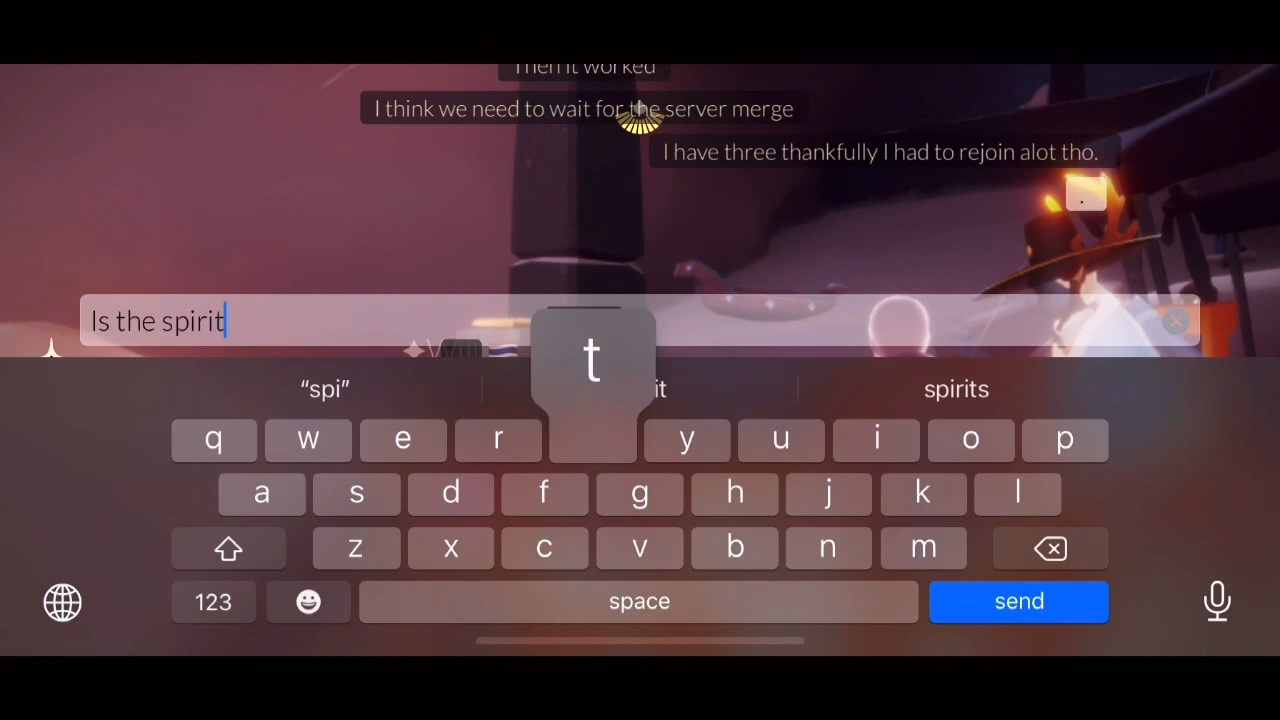 Then it worked
I think we need to wait for the server merge
I have three thankfully I had to rejoin alot tho.
.
Is the spirit
t
“spi” it spirits
q w e r y u i o p
a s d f g h j k l
z x c v b n m
123 space send